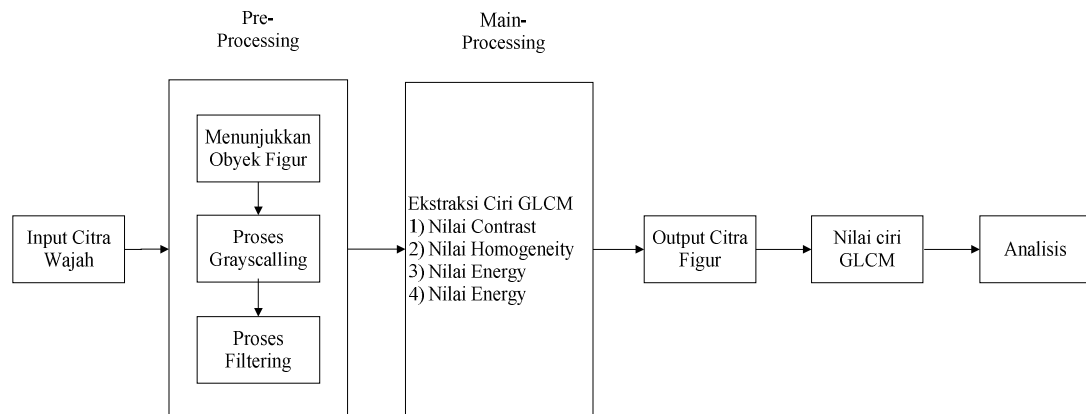 Pre-
Processing
Main-
Processing
Menunjukkan
Obyek Figur
Input Citra
Wajah
Proses
Grayscalling
Proses
Filtering
Ekstraksi Ciri GLCM
1) Nilai Contrast
2) Nilai Homogeneity
3) Nilai Energy
4) Nilai Energy
Output Citra
Figur
Nilai ciri
GLCM
Analisis